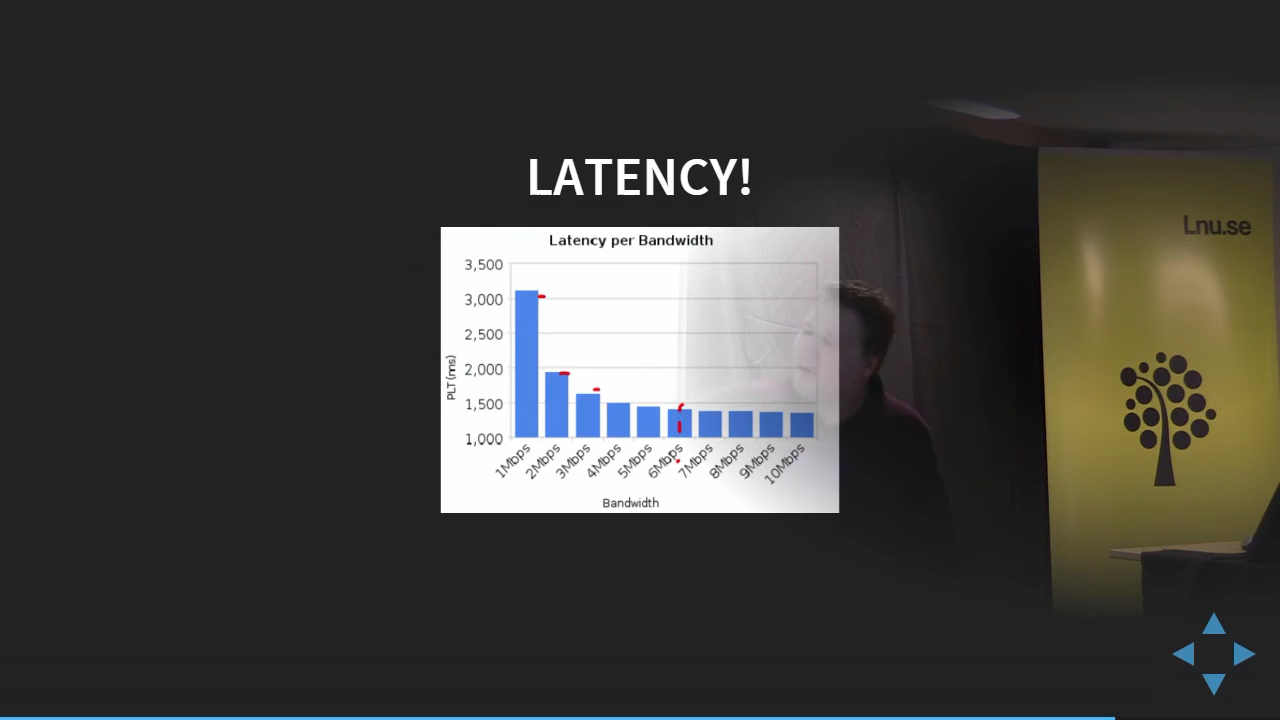 LATENCY!
Latency per Bandwidth
3,500
3,000
2,500
2,000
1,500
1,000
PLT (ms)
1Mbps
2Mbps
3Mbps
4Mbps
5Mbps
6Mbps
7Mbps
8Mbps
9Mbps
10Mbps
Bandwidth
Lnu.se